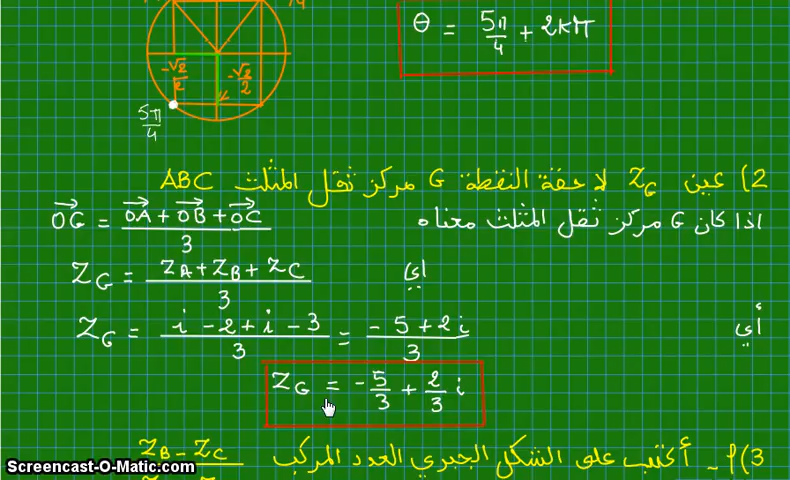 θ = 5π/4 + 2kπ
-√2/2 -√2/2
5π/4
2) عين Z_G لاحقة النقطة G مركز ثقل المثلث ABC
اذا كان G مركز ثقل المثلث معناه OG = (OA + OB + OC)/3
اي Z_G = (Z_A + Z_B + Z_C)/3
أي Z_G = (i - 2 + i - 3)/3 = (-5 + 2i)/3
Z_G = -5/3 + 2/3 i
3) أ - أكتب على الشكل الجبري العدد المركب Z_B - Z_C
Screencast-O-Matic.com